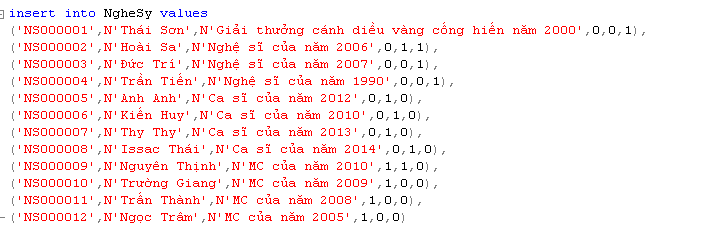 insert into NgheSy values
('NS000001',N'Thái Sơn',N'Giải thưởng cánh diều vàng cống hiến năm 2000',0,0,1),
('NS000002',N'Hoài Sa',N'Nghệ sĩ của năm 2006',0,1,1),
('NS000003',N'Đức Trí',N'Nghệ sĩ của năm 2007',0,0,1),
('NS000004',N'Trần Tiến',N'Nghệ sĩ của năm 1990',0,0,1),
('NS000005',N'Anh Anh',N'Ca sĩ của năm 2012',0,1,0),
('NS000006',N'Kiến Huy',N'Ca sĩ của năm 2010',0,1,0),
('NS000007',N'Thy Thy',N'Ca sĩ của năm 2013',0,1,0),
('NS000008',N'Issac Thái',N'Ca sĩ của năm 2014',0,1,0),
('NS000009',N'Nguyên Thịnh',N'MC của năm 2010',1,1,0),
('NS000010',N'Trường Giang',N'MC của năm 2009',1,0,0),
('NS000011',N'Trấn Thành',N'MC của năm 2008',1,0,0),
('NS000012',N'Ngọc Trâm',N'MC của năm 2005',1,0,0)